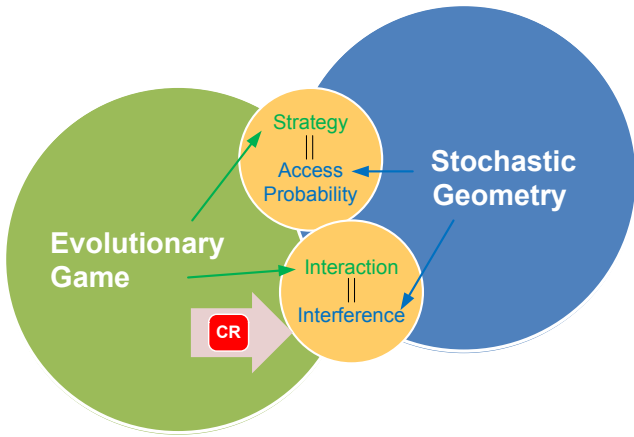 Strategy
||
Access
Probability
Stochastic
Geometry
Evolutionary
Game
Interaction
||
Interference
CR